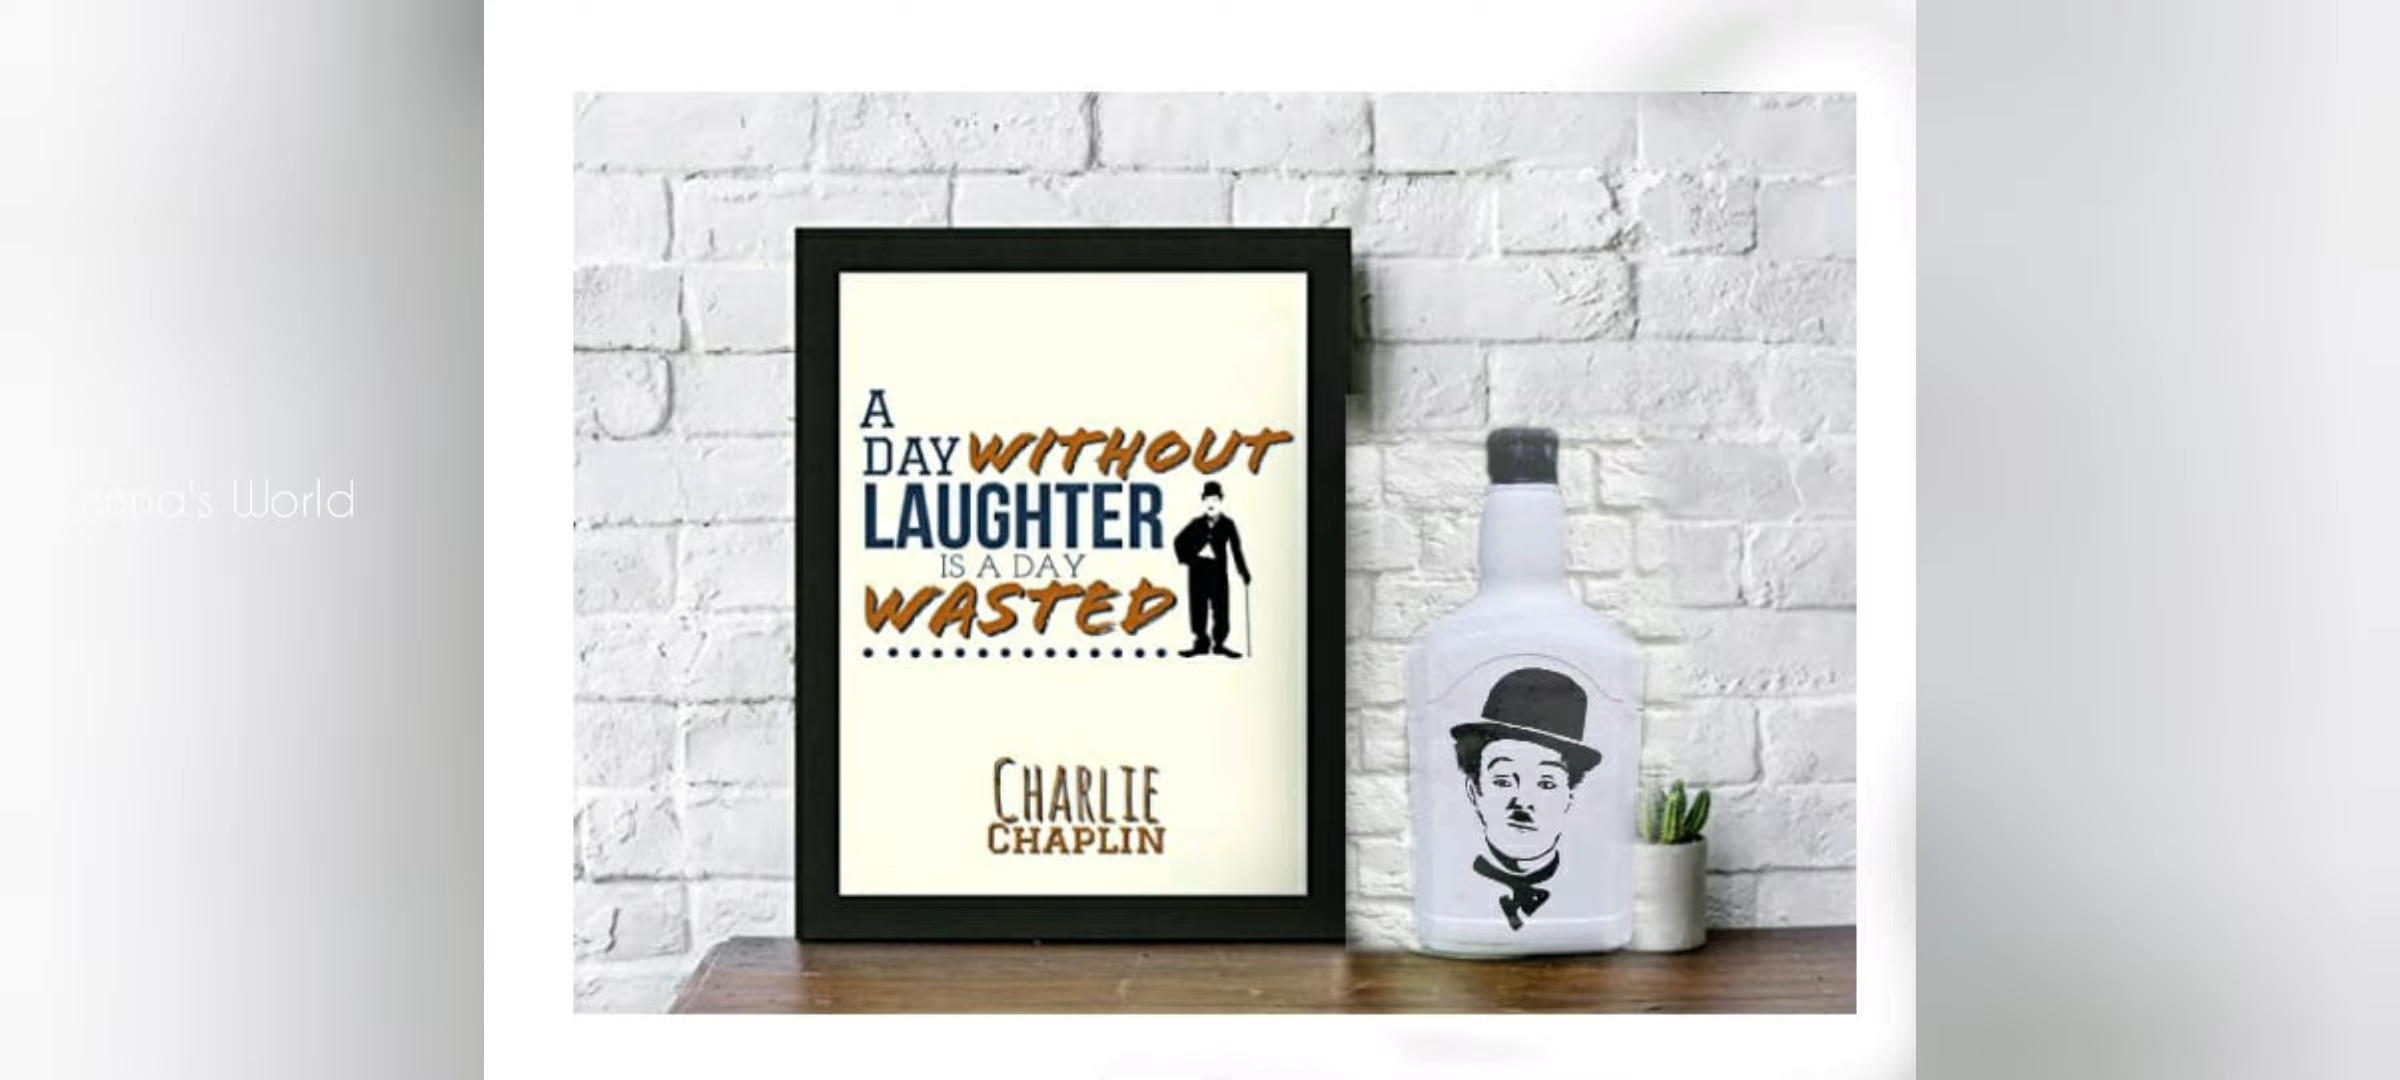 World
A
DAY WITHOUT
LAUGHTER
IS A DAY
WASTED
CHARLIE
CHAPLIN